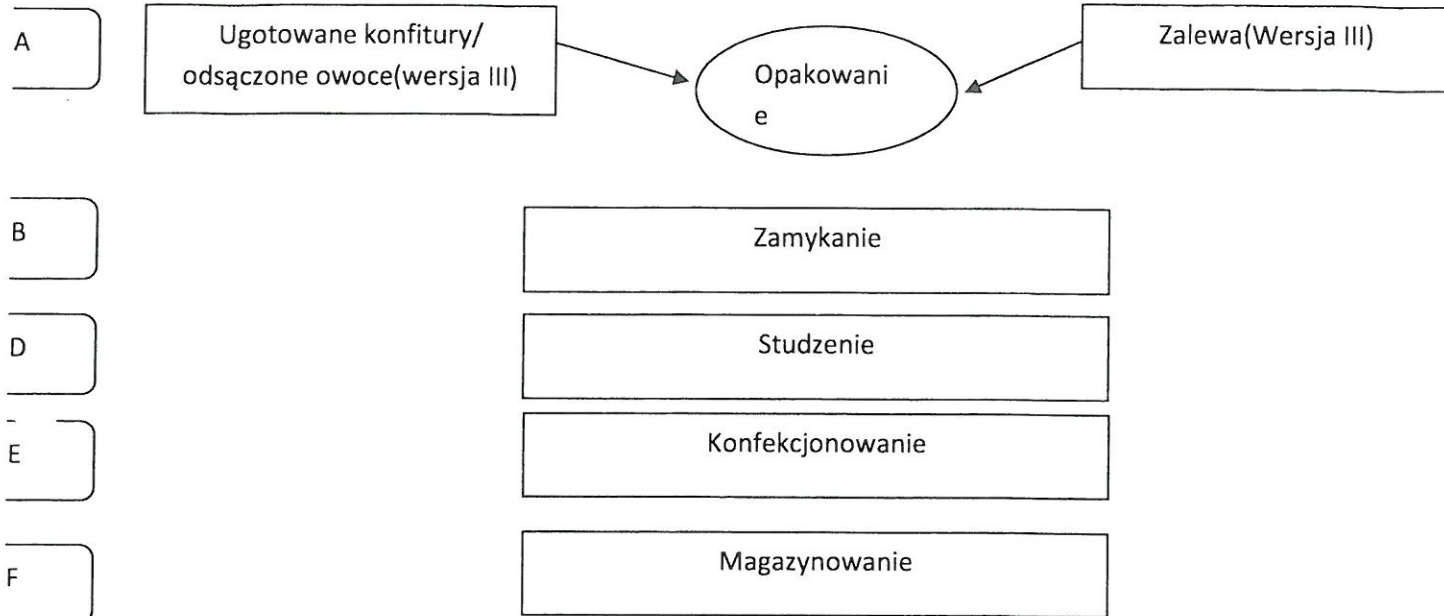 A
Ugotowane konfitury/
odsączone owoce(wersja III)
Opakowani
e
Zalewa(Wersja III)
B
Zamykanie
D
Studzenie
E
Konfekcjonowanie
F
Magazynowanie